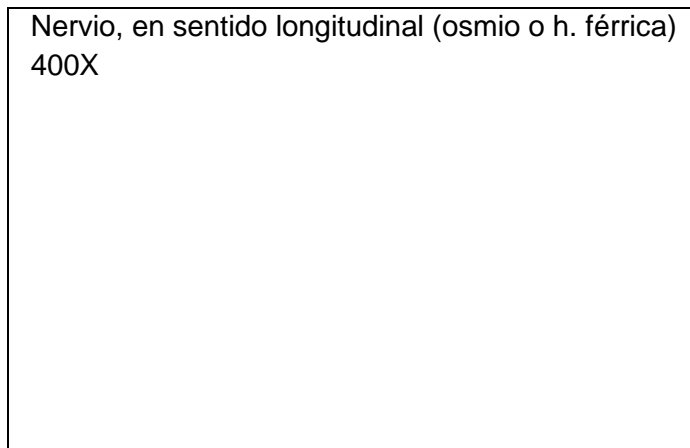 Nervio, en sentido longitudinal (osmio o h. férrica)
400X